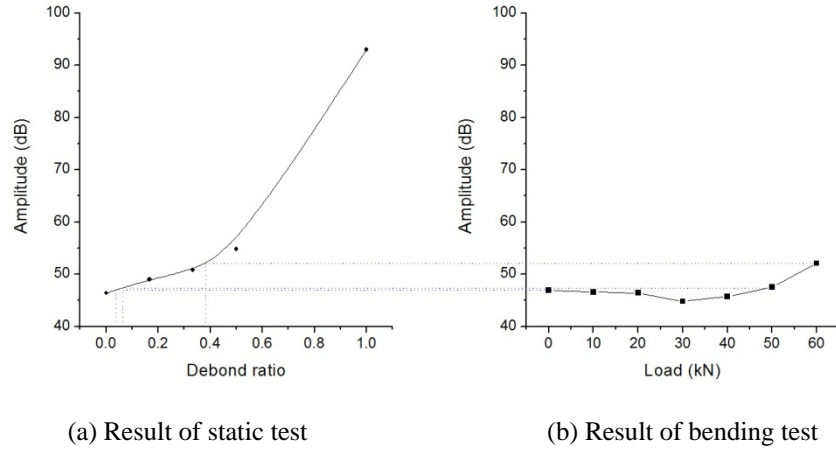 100
90
80
70
60
50
40
Amplitude (dB)
0.0 0.2 0.4 0.6 0.8 1.0
Debond ratio
100
90
80
70
60
50
40
Amplitude (dB)
0 10 20 30 40 50 60
Load (kN)
(a) Result of static test
(b) Result of bending test